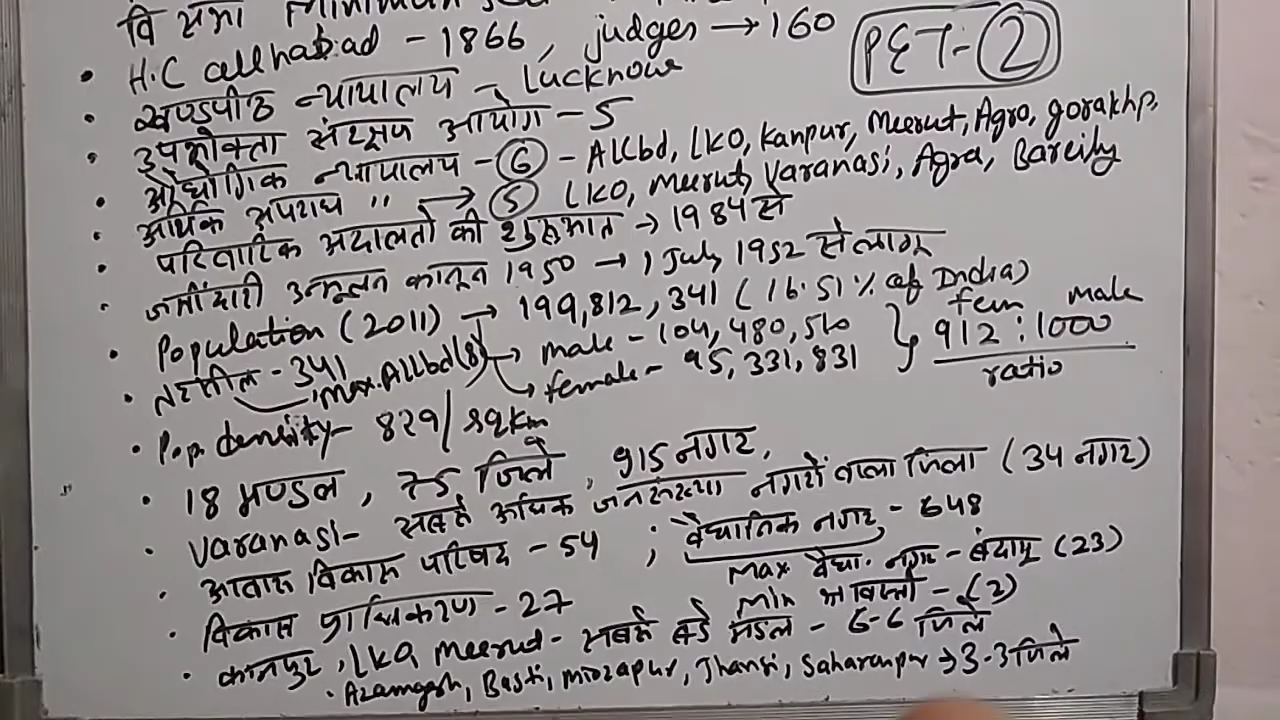 वि सभा
H.C allhabad - 1866, judges → 160
PET-2
खण्डपीठ न्यायालय → Lucknow
उपभोक्ता संरक्षण आयोग - 5
औद्योगिक न्यायालय - 6 - Allbd, LKO, Kanpur, Meerut, Agra, gorakhp,
आर्थिक अपराध " → 5 LKO, Meerut, Varanasi, Agra, Bareily
परिवारिक अदालतो की शुरूआत → 1984 से
जमींदारी उन्मूलन कानून 1950 → 1 July 1952 से लागू
Population (2011) → 199,812,341 (16.51% of India)
male - 104,480,510
female - 95,331,831
fem male
912 : 1000
ratio
तहसील - 341
max. Allbd (8)
Pop. density - 829/sqkm
18 मण्डल, 75 जिले, 915 नगर,
Varanasi - सबसे अधिक जनसंख्या नगरों वाला जिला (34 नगर)
आवास विकास परिषद - 54 ; वैधानिक नगर - 648
Max वैधा. नगर - बंदायू (23)
विकास प्राधिकरण - 27
Min श्रावस्ती - (2)
कानपुर, LKO, Meerut - सबसे बडे मंडल - 6-6 जिले
Azamgarh, Basti, Mirzapur, Jhansi, Saharanpur → 3-3 जिले